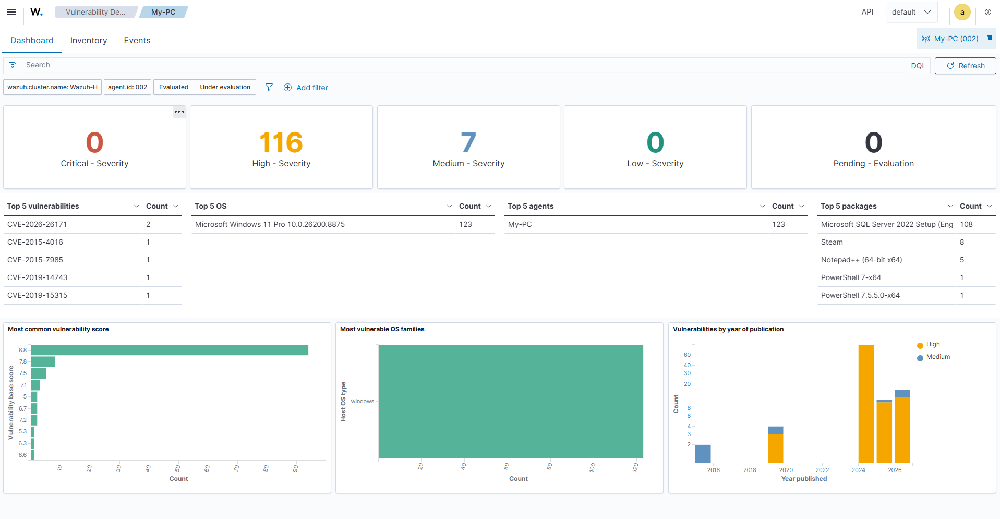 W.
Vulnerability De...
My-PC
API
default
a
Dashboard
Inventory
Events
My-PC (002)
Search
DQL
Refresh
wazuh.cluster.name: Wazuh-H
agent.id: 002
Evaluated
Under evaluation
Add filter
0
Critical - Severity
116
High - Severity
7
Medium - Severity
0
Low - Severity
0
Pending - Evaluation
Top 5 vulnerabilities Count
CVE-2026-26171 2
CVE-2015-4016 1
CVE-2015-7985 1
CVE-2019-14743 1
CVE-2019-15315 1
Top 5 OS Count
Microsoft Windows 11 Pro 10.0.26200.8875 123
Top 5 agents Count
My-PC 123
Top 5 packages Count
Microsoft SQL Server 2022 Setup (Eng 108
Steam 8
Notepad++ (64-bit x64) 5
PowerShell 7-x64 1
PowerShell 7.5.5.0-x64 1
Most common vulnerability score
Vulnerability base score
8.8
7.8
7.5
7.1
5
6.7
7.2
5.3
6.3
6.6
10 20 30 40 50 60 70 80 90
Count
Most vulnerable OS families
Host OS type
windows
20 40 60 80 100 120
Count
Vulnerabilities by year of publication
High
Medium
Count
60
40
30
20
8
6
4
3
2
2016 2018 2020 2022 2024 2026
Year published